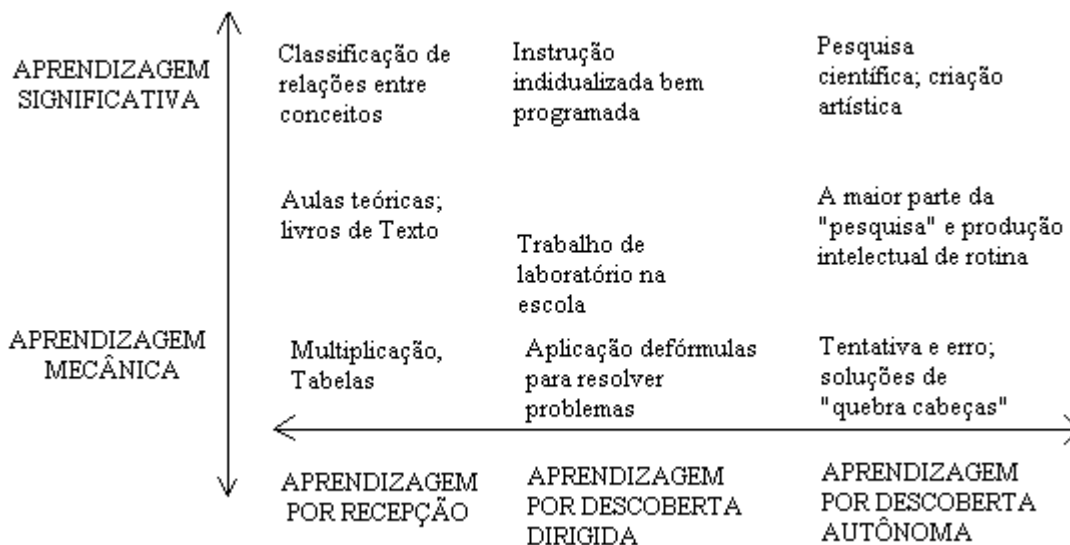 APRENDIZAGEM
SIGNIFICATIVA
Classificação de
relações entre
conceitos
Instrução
indidualizada bem
programada
Pesquisa
científica; criação
artística
Aulas teóricas;
livros de Texto
Trabalho de
laboratório na
escola
A maior parte da
"pesquisa" e produção
intelectual de rotina
APRENDIZAGEM
MECÂNICA
Multiplicação,
Tabelas
Aplicação defórmulas
para resolver
problemas
Tentativa e erro;
soluções de
"quebra cabeças"
APRENDIZAGEM
POR RECEPÇÃO
APRENDIZAGEM
POR DESCOBERTA
DIRIGIDA
APRENDIZAGEM
POR DESCOBERTA
AUTÔNOMA